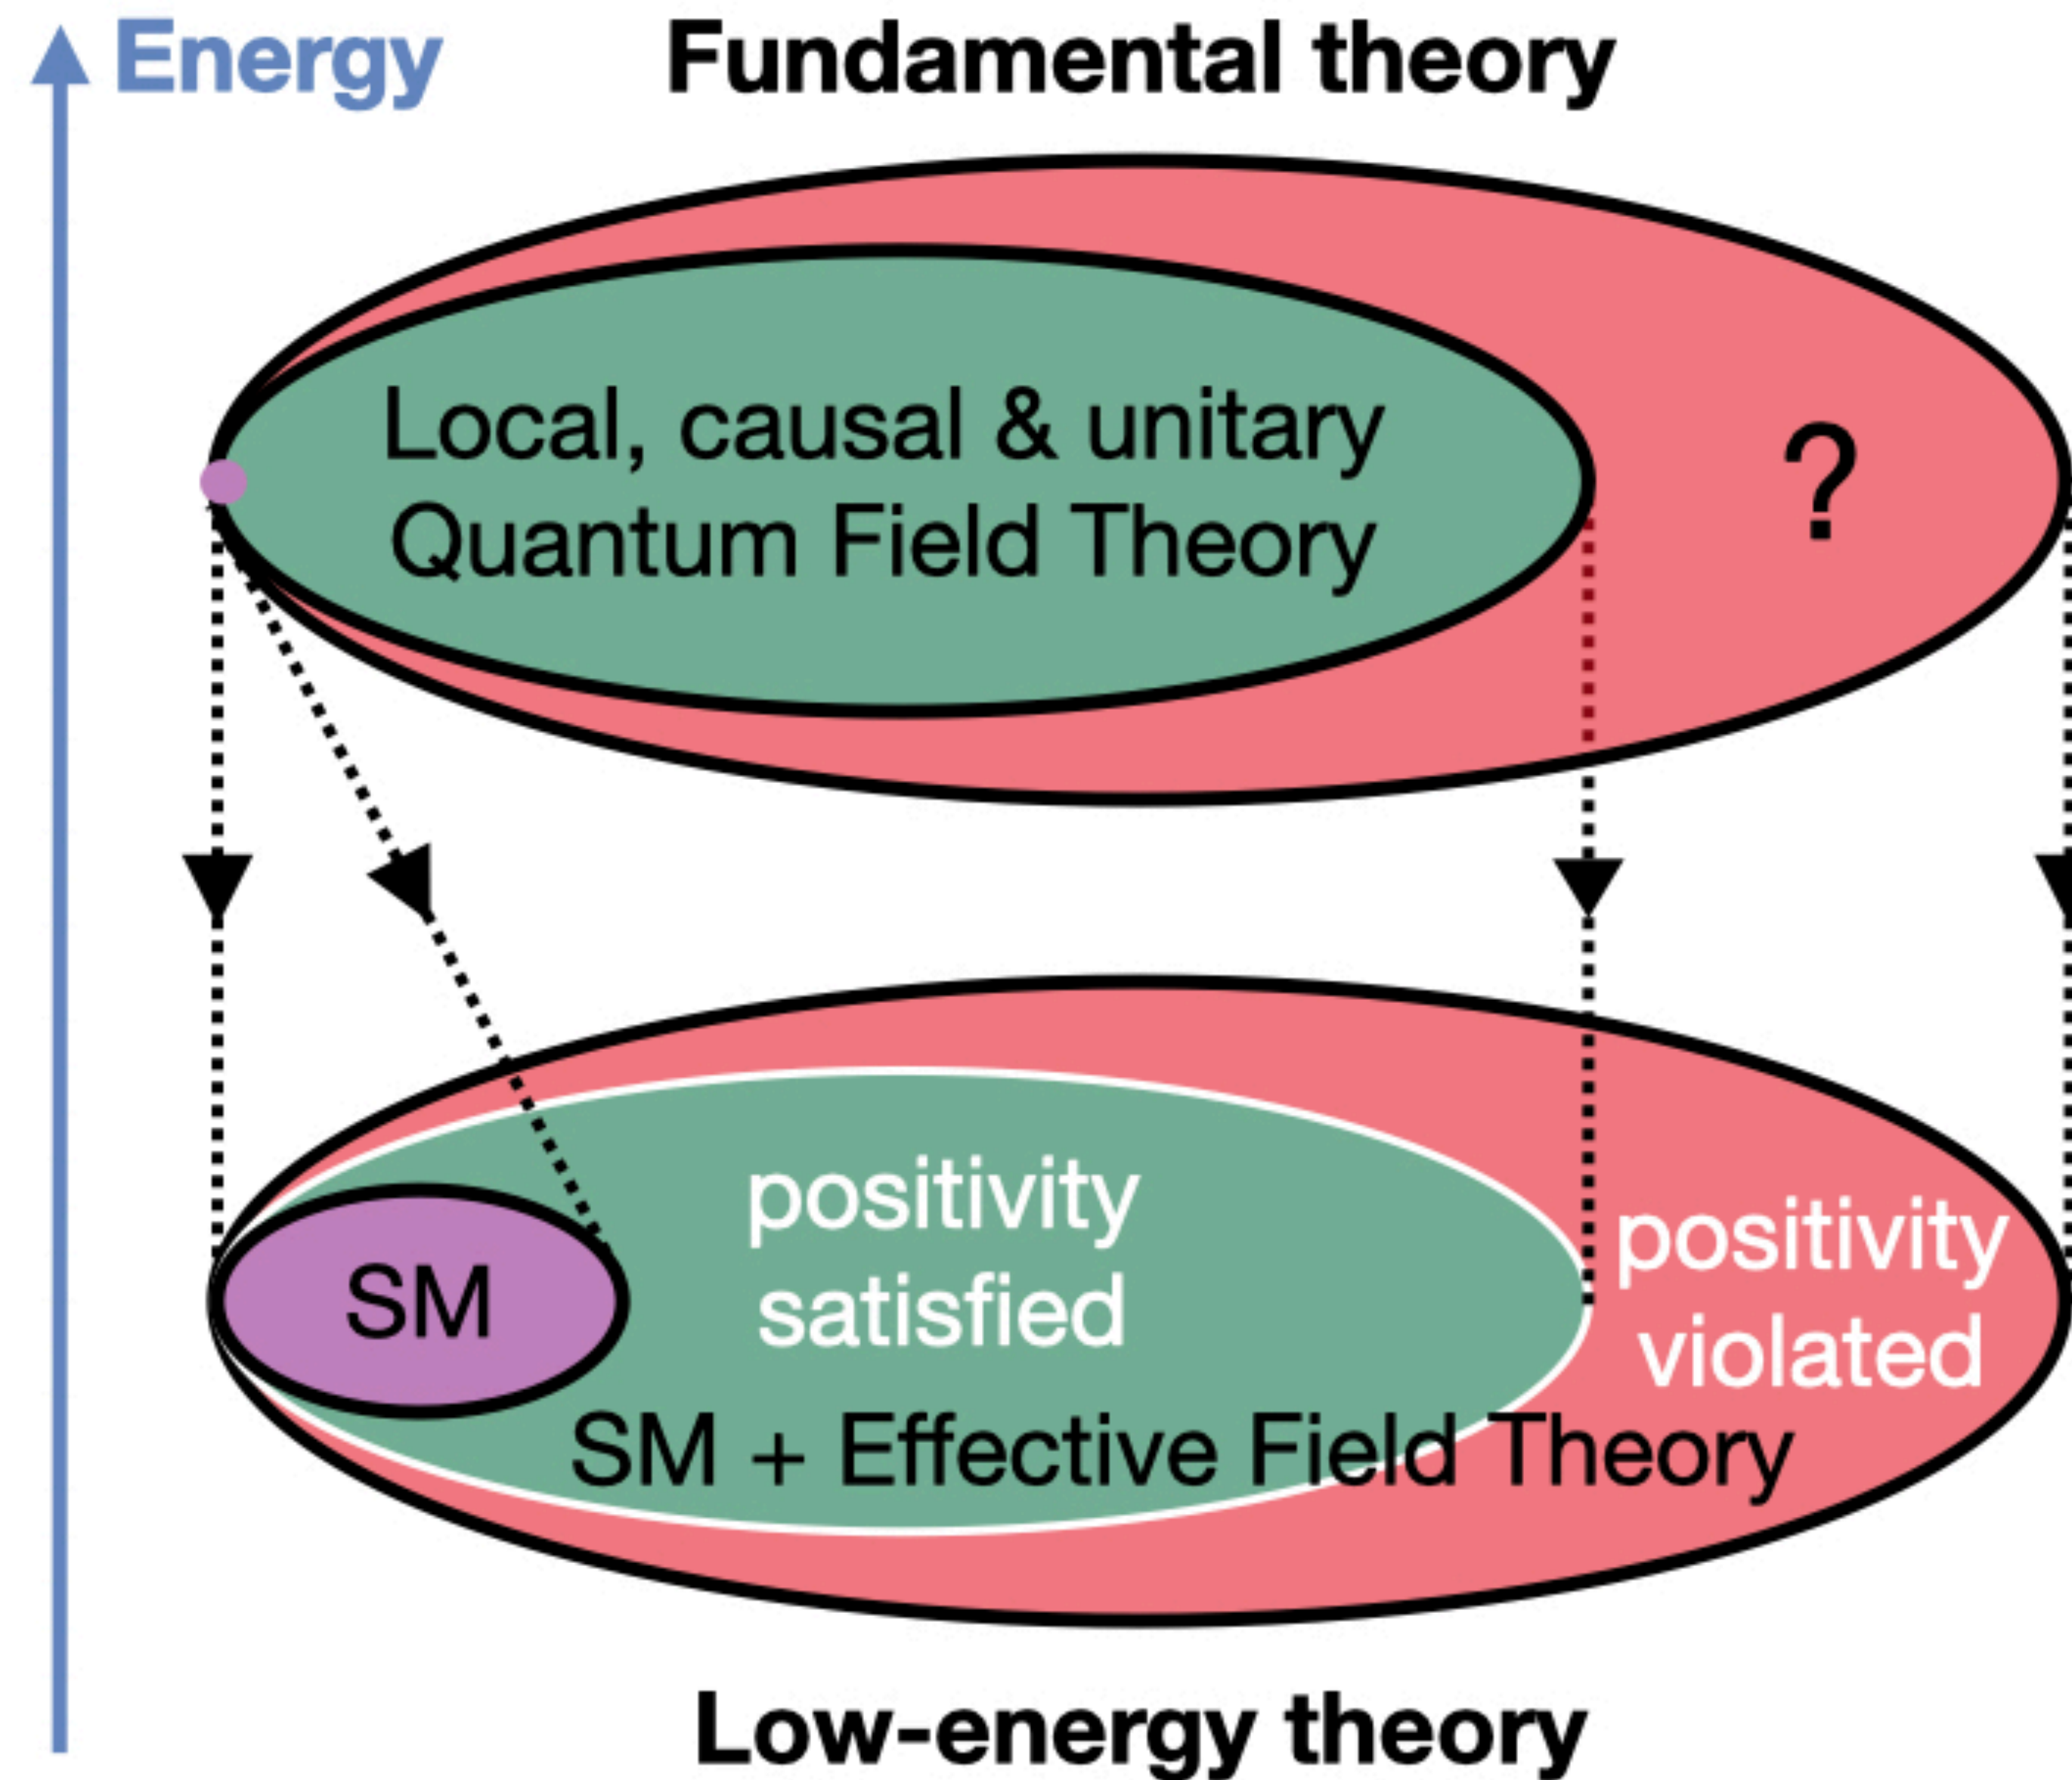 Energy
Fundamental theory
Local, causal & unitary
Quantum Field Theory
?
positivity
satisfied
positivity
violated
SM
SM + Effective Field Theory
Low-energy theory